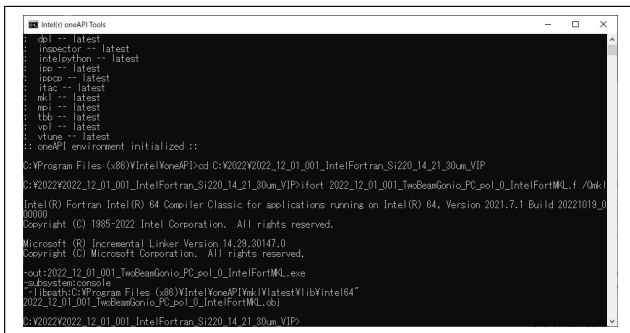 Intel(r) oneAPI Tools
: dpl -- latest
: inspector -- latest
: intelpython -- latest
: ipp -- latest
: ippcp -- latest
: itac -- latest
: mkl -- latest
: mpi -- latest
: tbb -- latest
: vpl -- latest
: vtune -- latest
:: oneAPI environment initialized ::
C:¥Program Files (x86)¥Intel¥oneAPI>cd C:¥2022¥2022_12_01_001_IntelFortran_Si220_14_21_30um_VIP
C:¥2022¥2022_12_01_001_IntelFortran_Si220_14_21_30um_VIP>ifort 2022_12_01_001_TwoBeamGonio_PC_pol_0_IntelFortMKL.f /Qmkl
Intel(R) Fortran Intel(R) 64 Compiler Classic for applications running on Intel(R) 64, Version 2021.7.1 Build 20221019_0
00000
Copyright (C) 1985-2022 Intel Corporation. All rights reserved.
Microsoft (R) Incremental Linker Version 14.29.30147.0
Copyright (C) Microsoft Corporation. All rights reserved.
-out:2022_12_01_001_TwoBeamGonio_PC_pol_0_IntelFortMKL.exe
-subsystem:console
"-libpath:C:¥Program Files (x86)¥Intel¥oneAPI¥mkl¥latest¥lib¥intel64"
2022_12_01_001_TwoBeamGonio_PC_pol_0_IntelFortMKL.obj
C:¥2022¥2022_12_01_001_IntelFortran_Si220_14_21_30um_VIP>